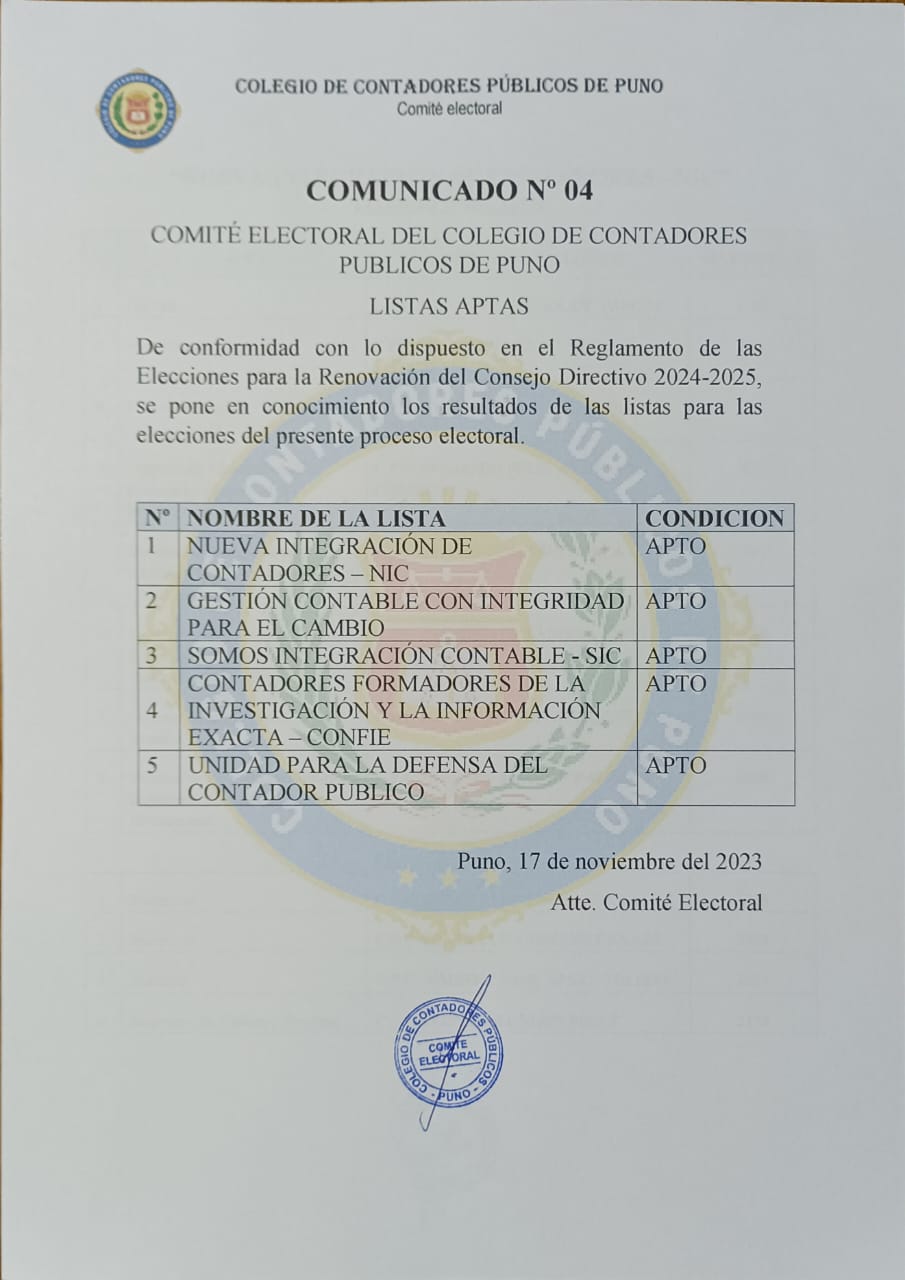 COLEGIO DE CONTADORES PÚBLICOS DE PUNO
Comité electoral
COMUNICADO Nº 04
COMITÉ ELECTORAL DEL COLEGIO DE CONTADORES
PUBLICOS DE PUNO
LISTAS APTAS
De conformidad con lo dispuesto en el Reglamento de las
Elecciones para la Renovación del Consejo Directivo 2024-2025,
se pone en conocimiento los resultados de las listas para las
elecciones del presente proceso electoral.
Nº NOMBRE DE LA LISTA CONDICION
1 NUEVA INTEGRACIÓN DE APTO
CONTADORES – NIC
2 GESTIÓN CONTABLE CON INTEGRIDAD APTO
PARA EL CAMBIO
3 SOMOS INTEGRACIÓN CONTABLE - SIC APTO
CONTADORES FORMADORES DE LA APTO
4 INVESTIGACIÓN Y LA INFORMACIÓN
EXACTA – CONFIE
5 UNIDAD PARA LA DEFENSA DEL APTO
CONTADOR PUBLICO
Puno, 17 de noviembre del 2023
Atte. Comité Electoral
COLEGIO DE CONTADORES PÚBLICOS
COMITE
ELECTORAL
- PUNO -